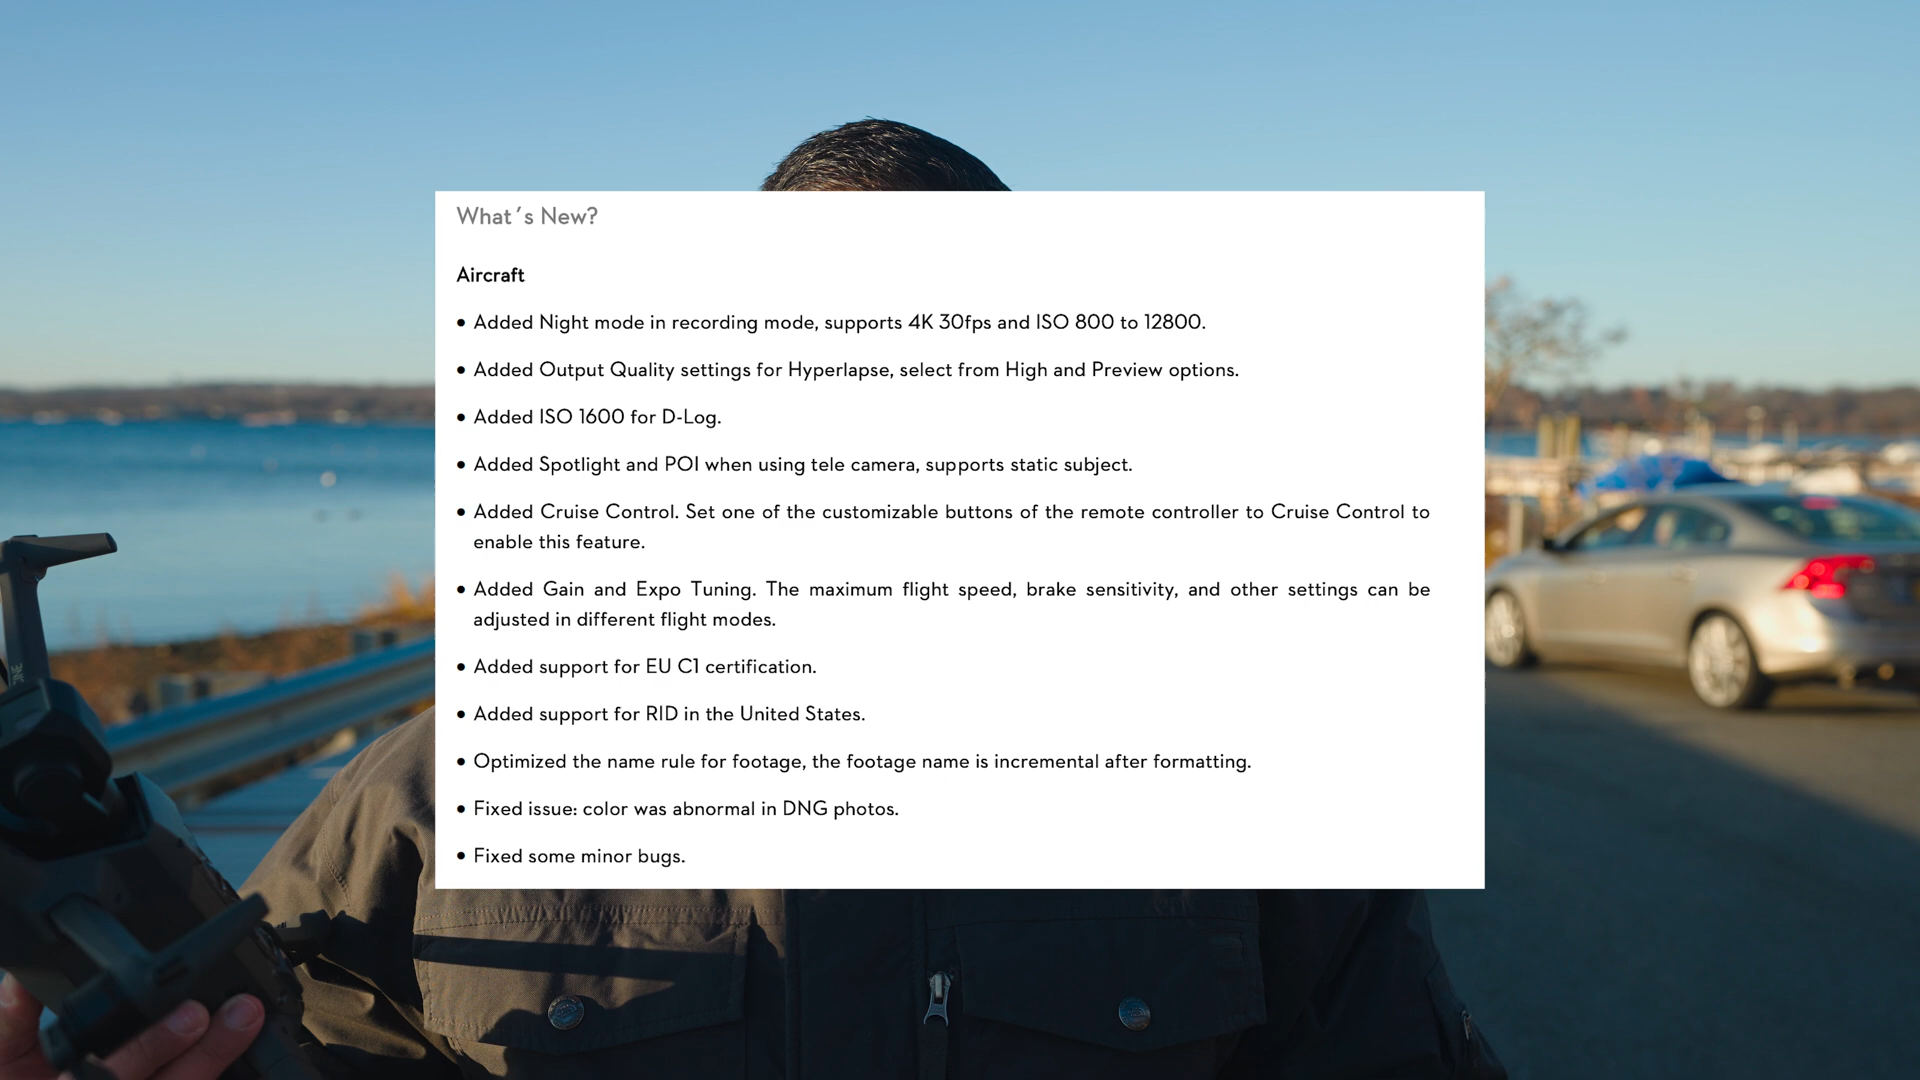 What´s New?
Aircraft
• Added Night mode in recording mode, supports 4K 30fps and ISO 800 to 12800.
• Added Output Quality settings for Hyperlapse, select from High and Preview options.
• Added ISO 1600 for D-Log.
• Added Spotlight and POI when using tele camera, supports static subject.
• Added Cruise Control. Set one of the customizable buttons of the remote controller to Cruise Control to
enable this feature.
• Added Gain and Expo Tuning. The maximum flight speed, brake sensitivity, and other settings can be
adjusted in different flight modes.
• Added support for EU C1 certification.
• Added support for RID in the United States.
• Optimized the name rule for footage, the footage name is incremental after formatting.
• Fixed issue: color was abnormal in DNG photos.
• Fixed some minor bugs.